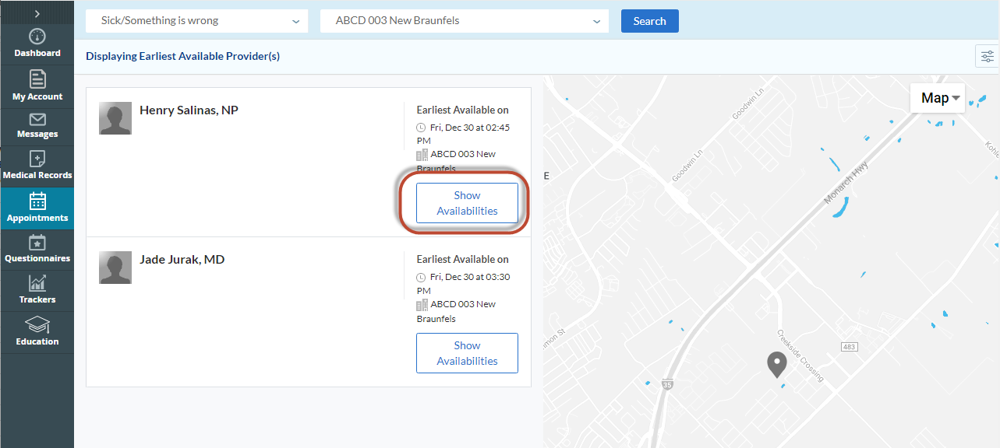 Sick/Something is wrong
ABCD 003 New Braunfels
Search
Dashboard
My Account
Messages
Medical Records
Appointments
Questionnaires
Trackers
Education
Displaying Earliest Available Provider(s)
Henry Salinas, NP
Earliest Available on
Fri, Dec 30 at 02:45
PM
ABCD 003 New
Braunfels
Show
Availabilities
Jade Jurak, MD
Earliest Available on
Fri, Dec 30 at 03:30
PM
ABCD 003 New
Braunfels
Show
Availabilities
Map
Goodwin Ln
Goodwin Ln
Kohle
E
Monarch Hwy
mon St
Creekside Crossing
483
35